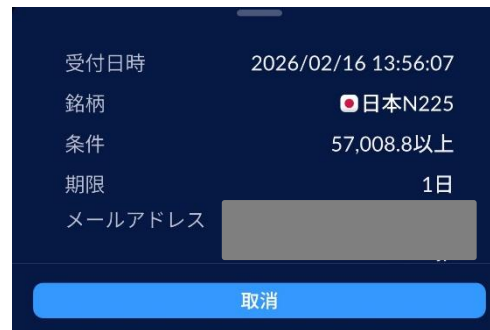 受付日時 2026/02/16 13:56:07
銘柄 日本N225
条件 57,008.8以上
期限 1日
メールアドレス
取消